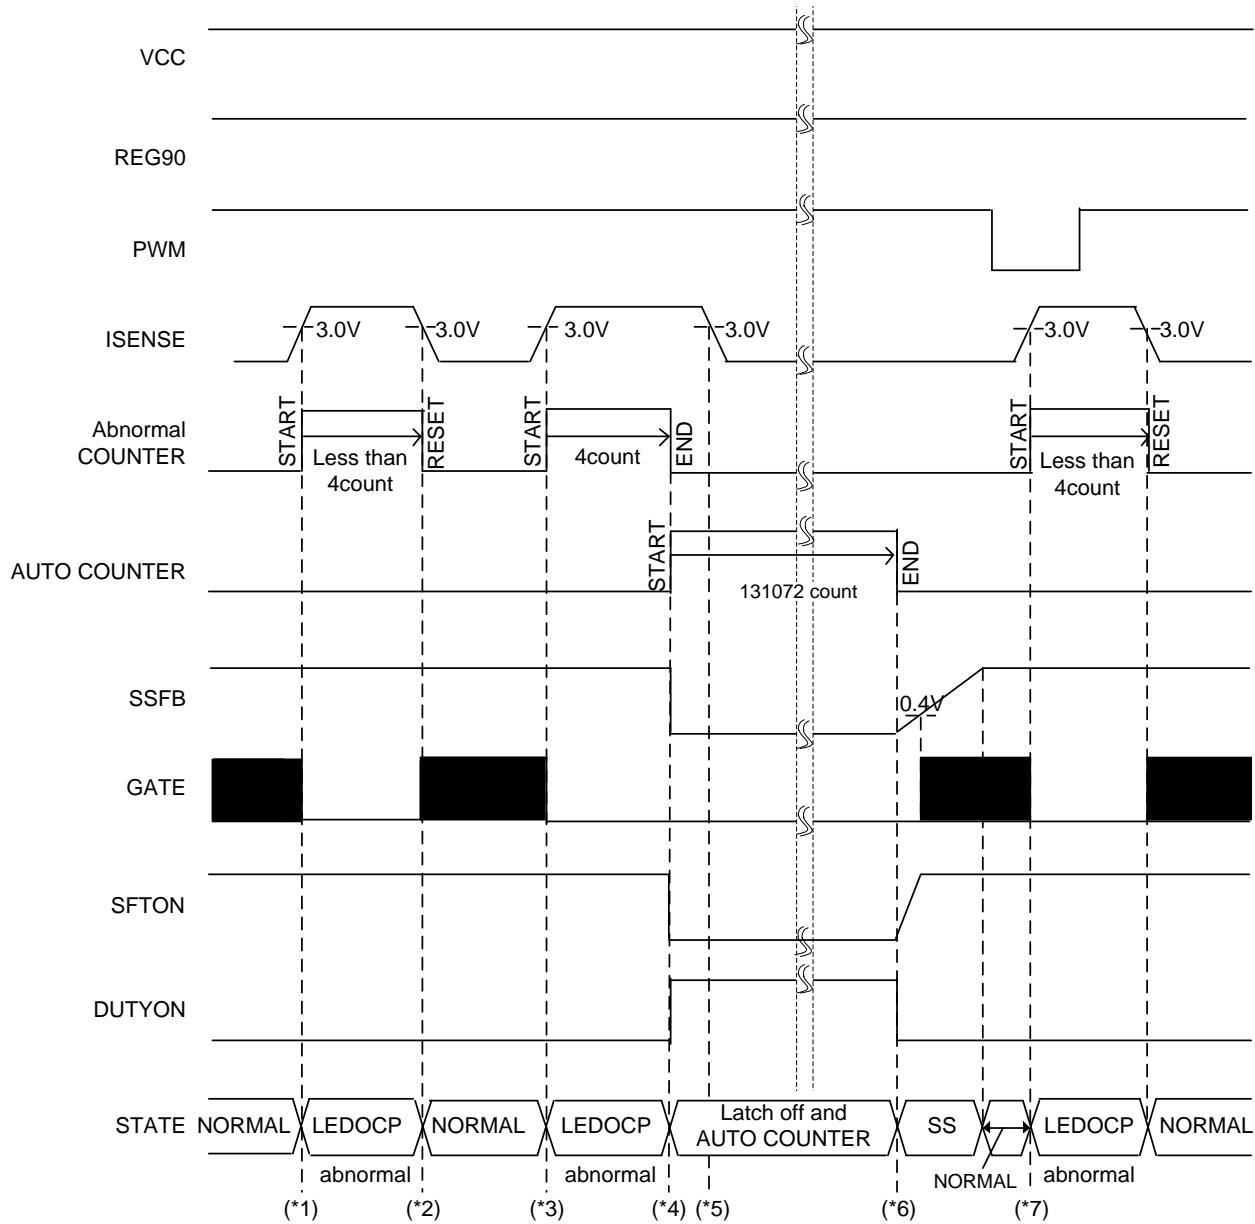 VCC
REG90
PWM
ISENSE
3.0V
3.0V
3.0V
3.0V
3.0V
3.0V
Abnormal
COUNTER
START
Less than
4count
RESET
START
4count
END
START
Less than
4count
RESET
AUTO COUNTER
START
131072 count
END
SSFB
0.4V
GATE
SFTON
DUTYON
STATE
NORMAL
LEDOCP
NORMAL
LEDOCP
Latch off and
AUTO COUNTER
SS
LEDOCP
NORMAL
abnormal
abnormal
NORMAL
abnormal
(*1)
(*2)
(*3)
(*4)
(*5)
(*6)
(*7)